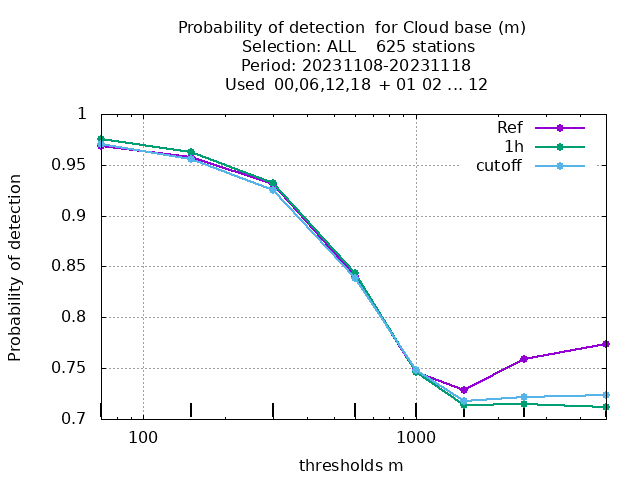 Probability of detection  for Cloud base (m)
Selection: ALL    625 stations
Period: 20231108-20231118
Used  00,06,12,18 + 01 02 ... 12
Ref
1h
cutoff
1
0.95
0.9
0.85
0.8
0.75
0.7
Probability of detection
100
1000
thresholds m